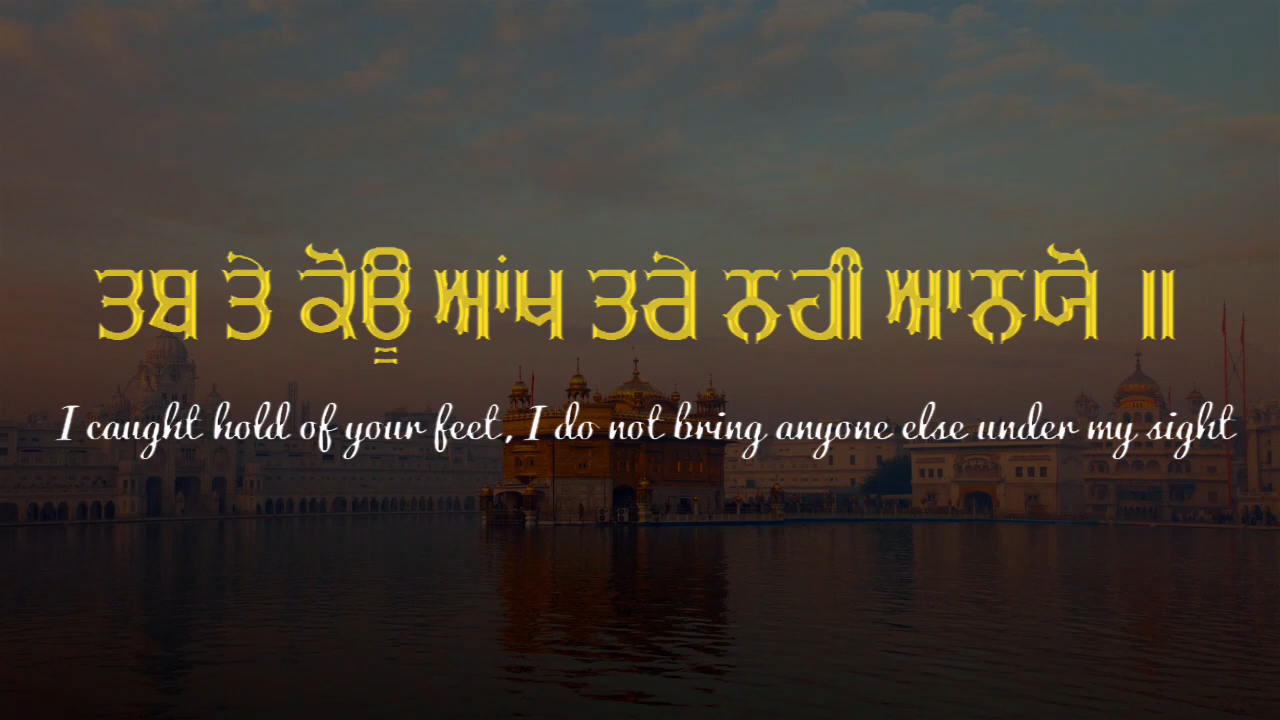 ਤਬ ਤੇ ਕੋਊ ਆਂਖ ਤਰੇ ਨਹੀ ਆਨਯੋ ॥
I caught hold of your feet, I do not bring anyone else under my sight